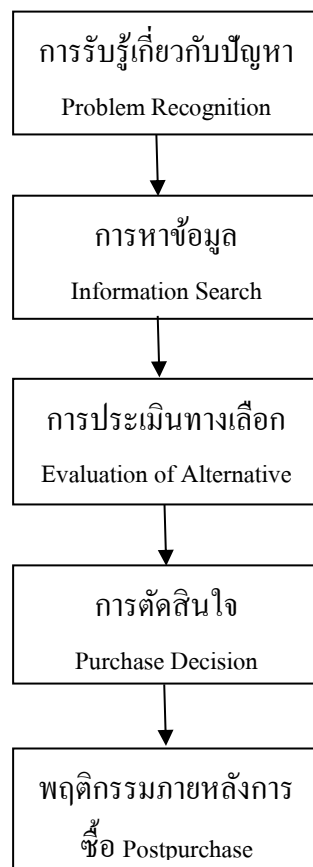 การรับรู้เกี่ยวกับปัญหา
Problem Recognition
การหาข้อมูล
Information Search
การประเมินทางเลือก
Evaluation of Alternative
การตัดสินใจ
Purchase Decision
พฤติกรรมภายหลังการ
ซื้อ Postpurchase